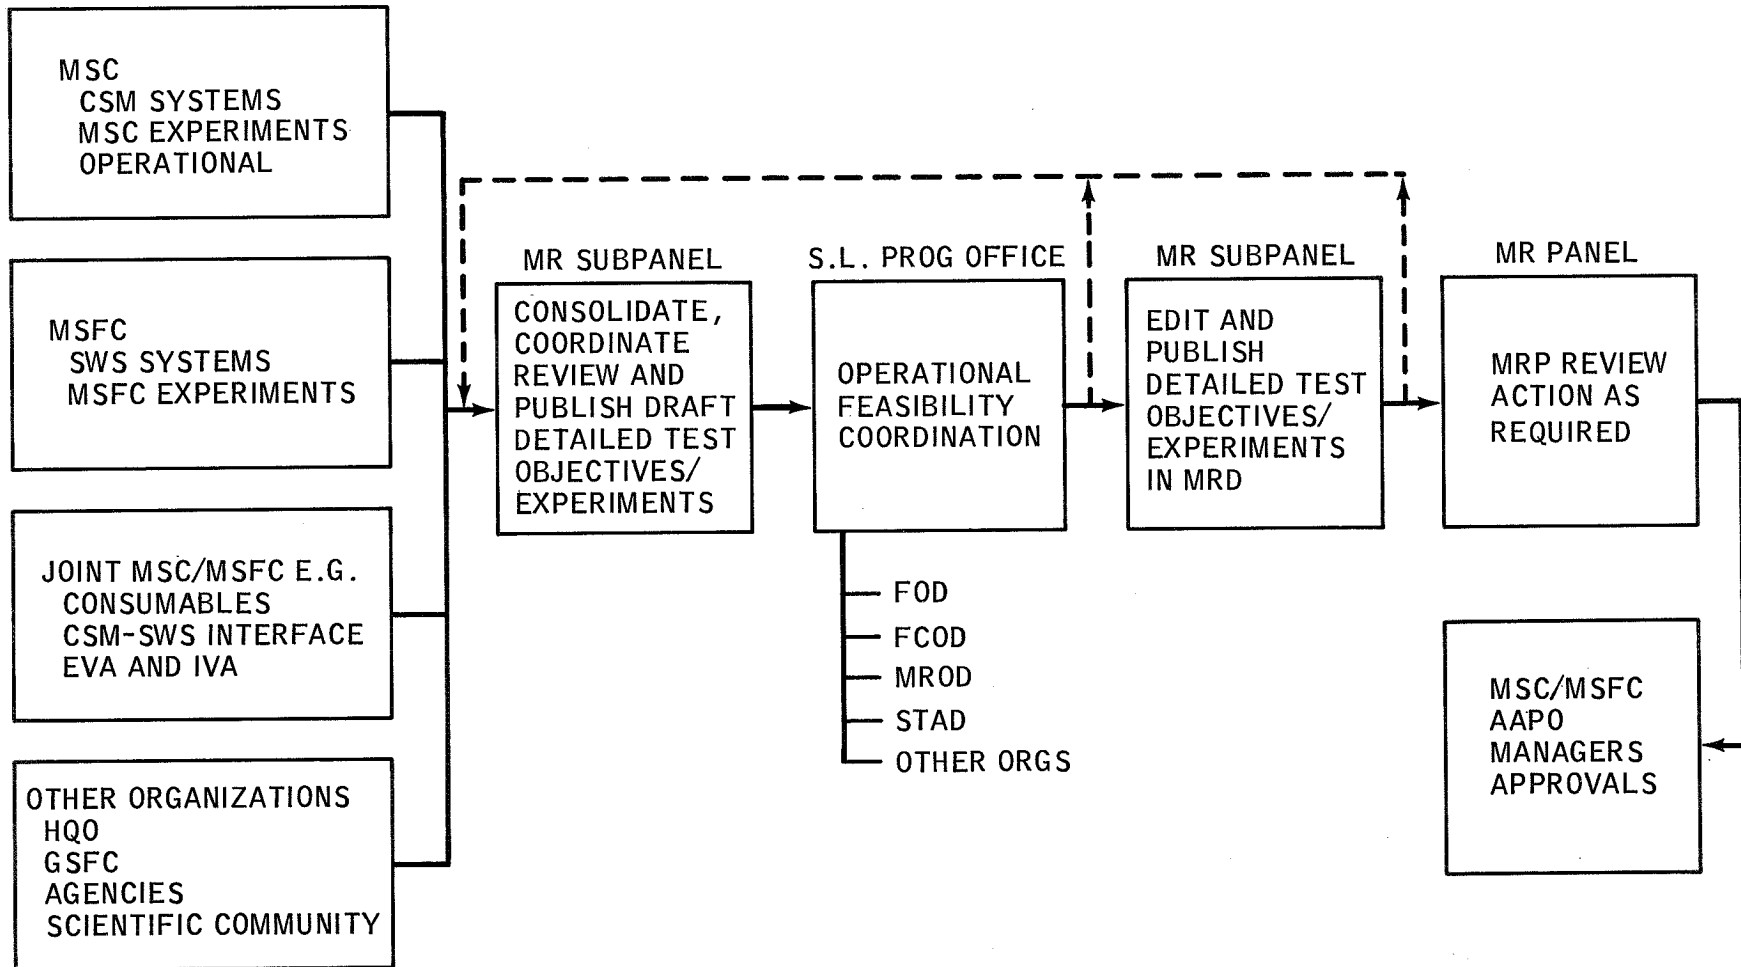 MSC
CSM SYSTEMS
MSC EXPERIMENTS
OPERATIONAL
MSFC
SWS SYSTEMS
MSFC EXPERIMENTS
JOINT MSC/MSFC E.G.
CONSUMABLES
CSM-SWS INTERFACE
EVA AND IVA
OTHER ORGANIZATIONS
HQO
GSFC
AGENCIES
SCIENTIFIC COMMUNITY
MR SUBPANEL
CONSOLIDATE,
COORDINATE
REVIEW AND
PUBLISH DRAFT
DETAILED TEST
OBJECTIVES/
EXPERIMENTS
S.L. PROG OFFICE
OPERATIONAL
FEASIBILITY
COORDINATION
FOD
FCOD
MROD
STAD
OTHER ORGS
MR SUBPANEL
EDIT AND
PUBLISH
DETAILED TEST
OBJECTIVES/
EXPERIMENTS
IN MRD
MR PANEL
MRP REVIEW
ACTION AS
REQUIRED
MSC/MSFC
AAPO
MANAGERS
APPROVALS